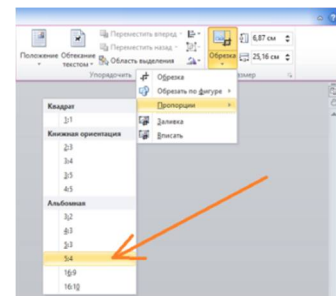 Переместить вперед
Переместить назад
Положение
Обтекание текстом
Область выделения
Обрезка
6,87 см
25,16 см
Упорядочить
Размер
Обрезка
Обрезать по фигуре
Пропорции
Заливка
Вписать
Квадрат
1:1
Книжная ориентация
2:3
3:4
3:5
4:5
Альбомная
3:2
4:3
5:3
5:4
16:9
16:10